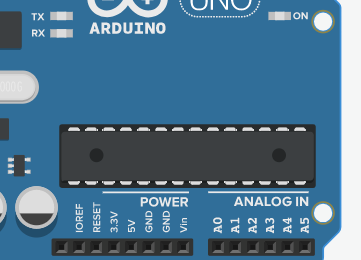 UNO
TX
RX
ON
ARDUINO
POWER
ANALOG IN
IOREF
RESET
3.3V
5V
GND
GND
Vin
A0
A1
A2
A3
A4
A5